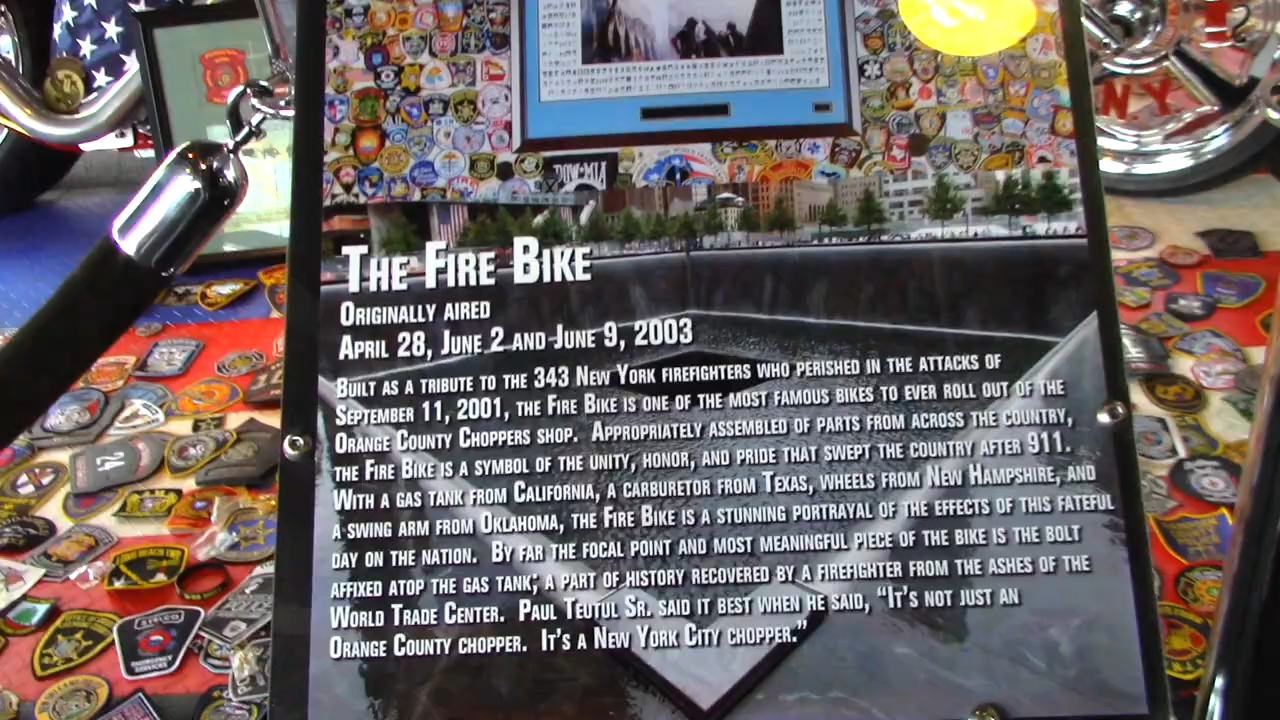 N.Y.
POW★MIA
THE FIRE BIKE
ORIGINALLY AIRED
APRIL 28, JUNE 2 AND JUNE 9, 2003
BUILT AS A TRIBUTE TO THE 343 NEW YORK FIREFIGHTERS WHO PERISHED IN THE ATTACKS OF
SEPTEMBER 11, 2001, THE FIRE BIKE IS ONE OF THE MOST FAMOUS BIKES TO EVER ROLL OUT OF THE
ORANGE COUNTY CHOPPERS SHOP. APPROPRIATELY ASSEMBLED OF PARTS FROM ACROSS THE COUNTRY,
THE FIRE BIKE IS A SYMBOL OF THE UNITY, HONOR, AND PRIDE THAT SWEPT THE COUNTRY AFTER 911.
WITH A GAS TANK FROM CALIFORNIA, A CARBURETOR FROM TEXAS, WHEELS FROM NEW HAMPSHIRE, AND
A SWING ARM FROM OKLAHOMA, THE FIRE BIKE IS A STUNNING PORTRAYAL OF THE EFFECTS OF THIS FATEFUL
DAY ON THE NATION. BY FAR THE FOCAL POINT AND MOST MEANINGFUL PIECE OF THE BIKE IS THE BOLT
AFFIXED ATOP THE GAS TANK; A PART OF HISTORY RECOVERED BY A FIREFIGHTER FROM THE ASHES OF THE
WORLD TRADE CENTER. PAUL TEUTUL SR. SAID IT BEST WHEN HE SAID, "IT'S NOT JUST AN
ORANGE COUNTY CHOPPER. IT'S A NEW YORK CITY CHOPPER."
24